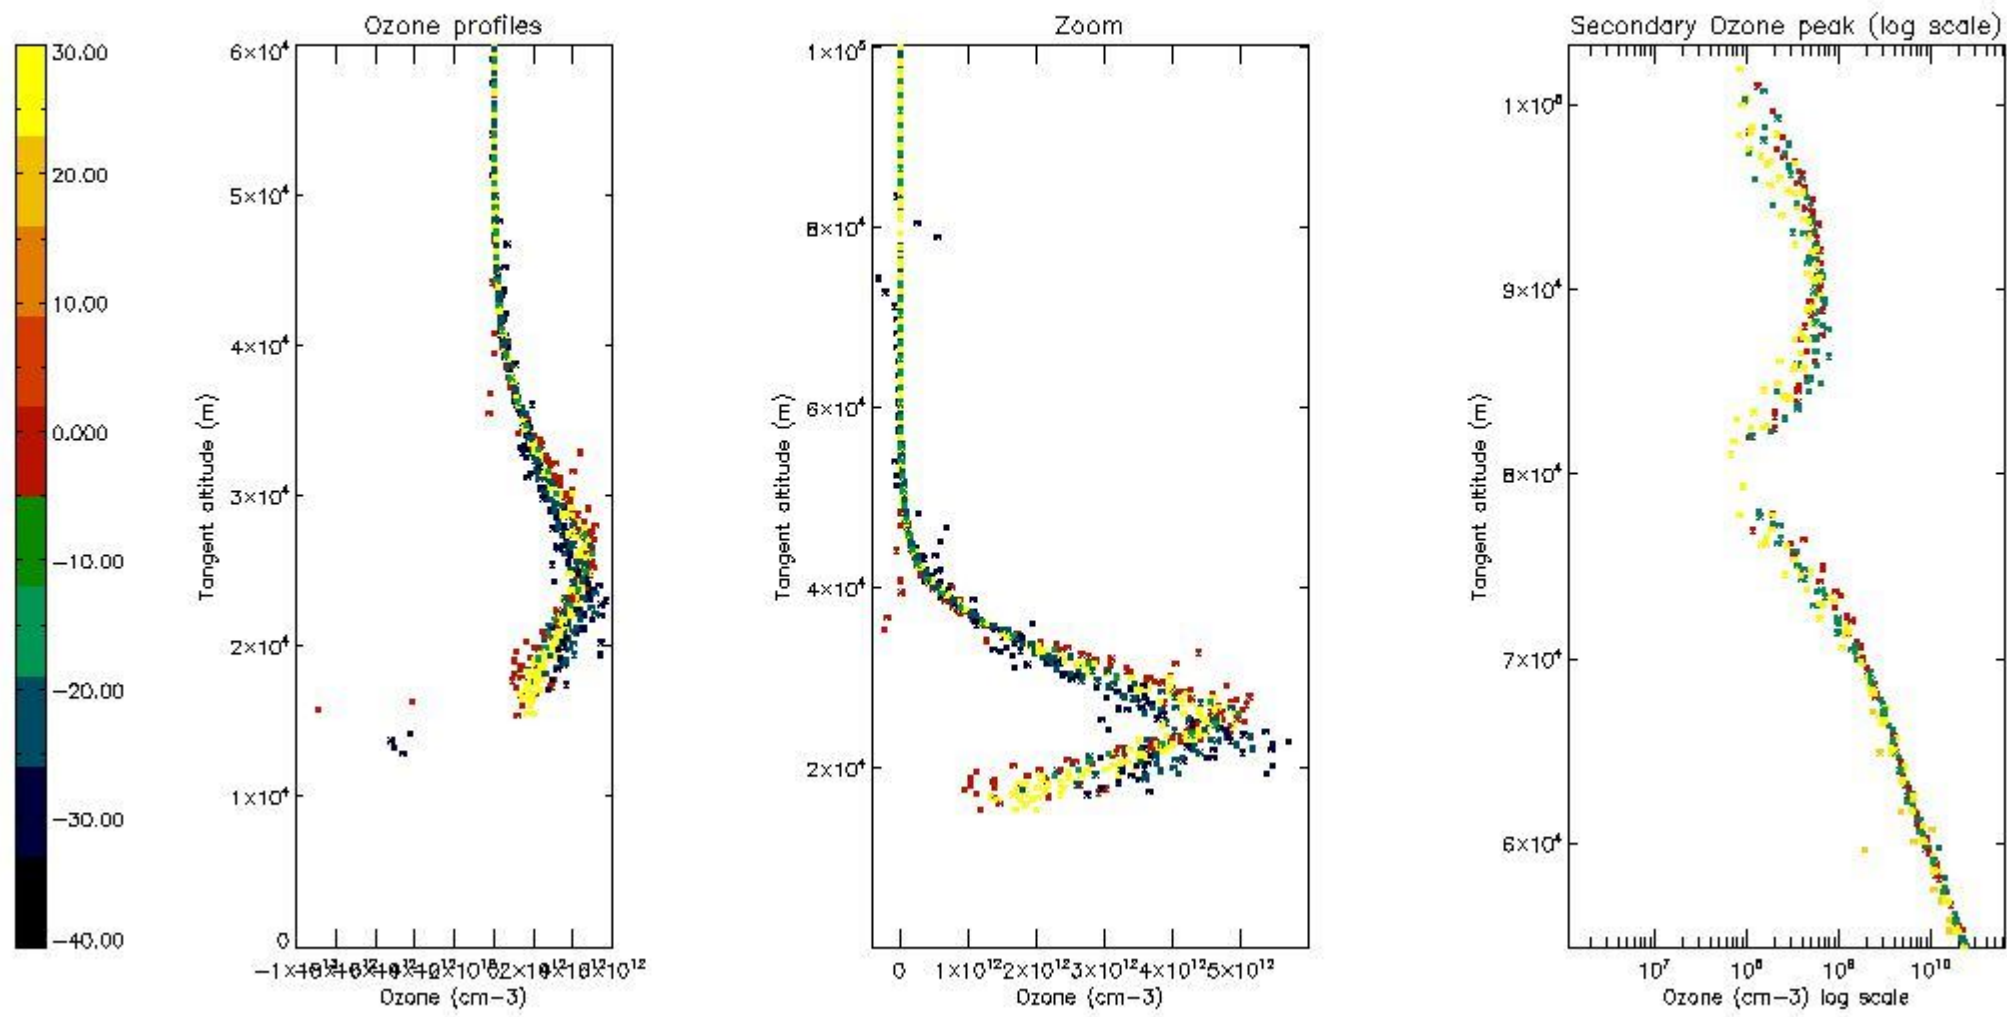 Ozone profiles
Zoom
Secondary Ozone peak (log scale)
30.00
20.00
10.00
0.000
−10.00
−20.00
−30.00
−40.00
Tangent altitude (m)
6×10⁴
5×10⁴
4×10⁴
3×10⁴
2×10⁴
1×10⁴
0
Ozone (cm−3)
Tangent altitude (m)
1×10⁵
8×10⁴
6×10⁴
4×10⁴
2×10⁴
0 1×10¹² 2×10¹² 3×10¹² 4×10¹² 5×10¹²
Ozone (cm−3)
Tangent altitude (m)
9×10⁴
8×10⁴
7×10⁴
6×10⁴
10⁷ 10⁸ 10⁹ 10¹⁰
Ozone (cm−3) log scale